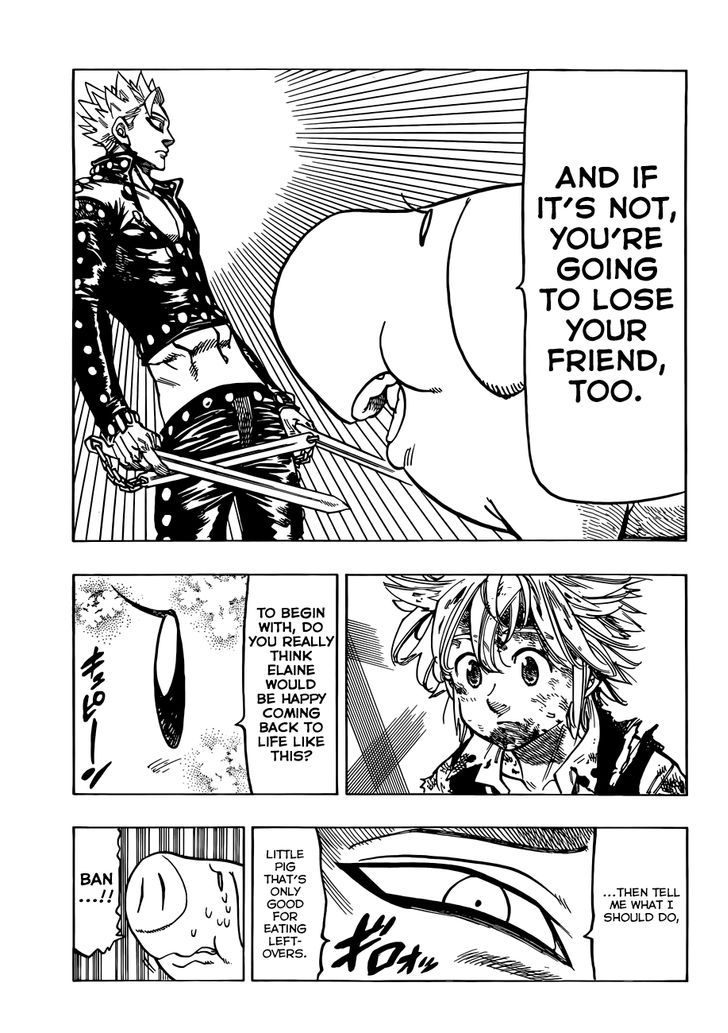 AND IF
IT'S NOT,
YOU'RE
GOING
TO LOSE
YOUR
FRIEND,
TOO.
TO BEGIN
WITH, DO
YOU REALLY
THINK
ELAINE
WOULD
BE HAPPY
COMING
BACK TO
LIFE LIKE
THIS?
キュピーン
...THEN TELL
ME WHAT I
SHOULD DO,
ギロォッ
LITTLE
PIG
THAT'S
ONLY
GOOD
FOR
EATING
LEFT-
OVERS.
BAN
...!!